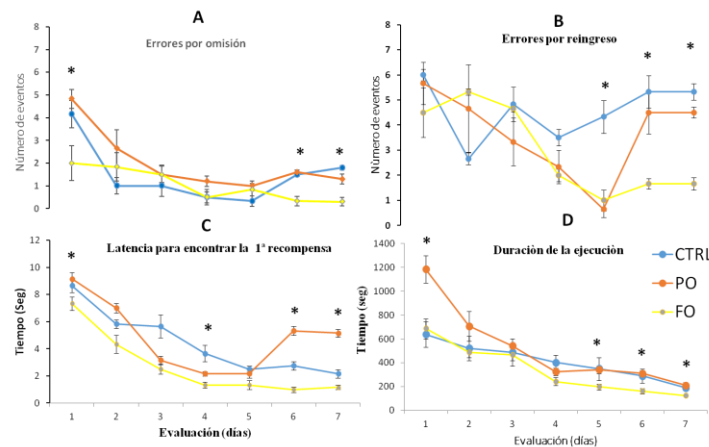 A
Errores por omisión
Número de eventos
8
7
6
5
4
3
2
1
0
*
*
*
B
Errores por reingreso
Número de eventos
8
7
6
5
4
3
2
1
0
*
*
*
C
Latencia para encontrar la 1ª recompensa
Tiempo (Seg)
12
10
8
6
4
2
0
*
*
*
*
1 2 3 4 5 6 7
Evaluación (días)
D
Duraciòn de la ejecuciòn
Tiempo (seg)
1400
1200
1000
800
600
400
200
0
*
*
*
*
CTRL
PO
FO
1 2 3 4 5 6 7
Evaluación (días)